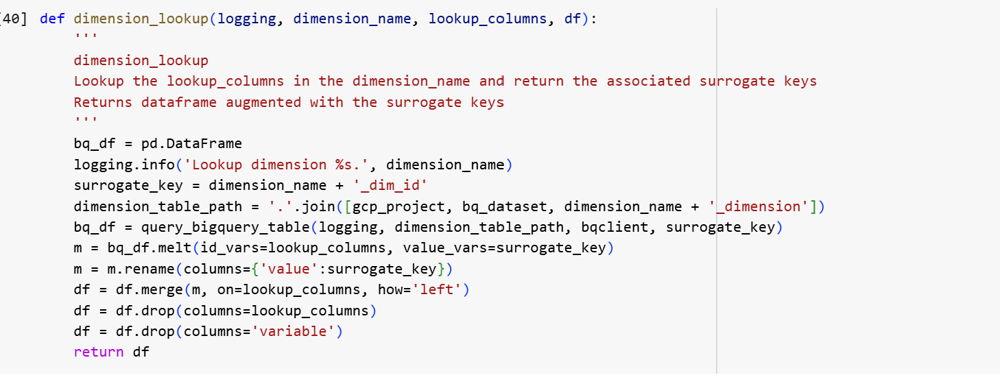 [40] def dimension_lookup(logging, dimension_name, lookup_columns, df):
'''
dimension_lookup
Lookup the lookup_columns in the dimension_name and return the associated surrogate keys
Returns dataframe augmented with the surrogate keys
'''
bq_df = pd.DataFrame
logging.info('Lookup dimension %s.', dimension_name)
surrogate_key = dimension_name + '_dim_id'
dimension_table_path = '.'.join([gcp_project, bq_dataset, dimension_name + '_dimension'])
bq_df = query_bigquery_table(logging, dimension_table_path, bqclient, surrogate_key)
m = bq_df.melt(id_vars=lookup_columns, value_vars=surrogate_key)
m = m.rename(columns={'value':surrogate_key})
df = df.merge(m, on=lookup_columns, how='left')
df = df.drop(columns=lookup_columns)
df = df.drop(columns='variable')
return df